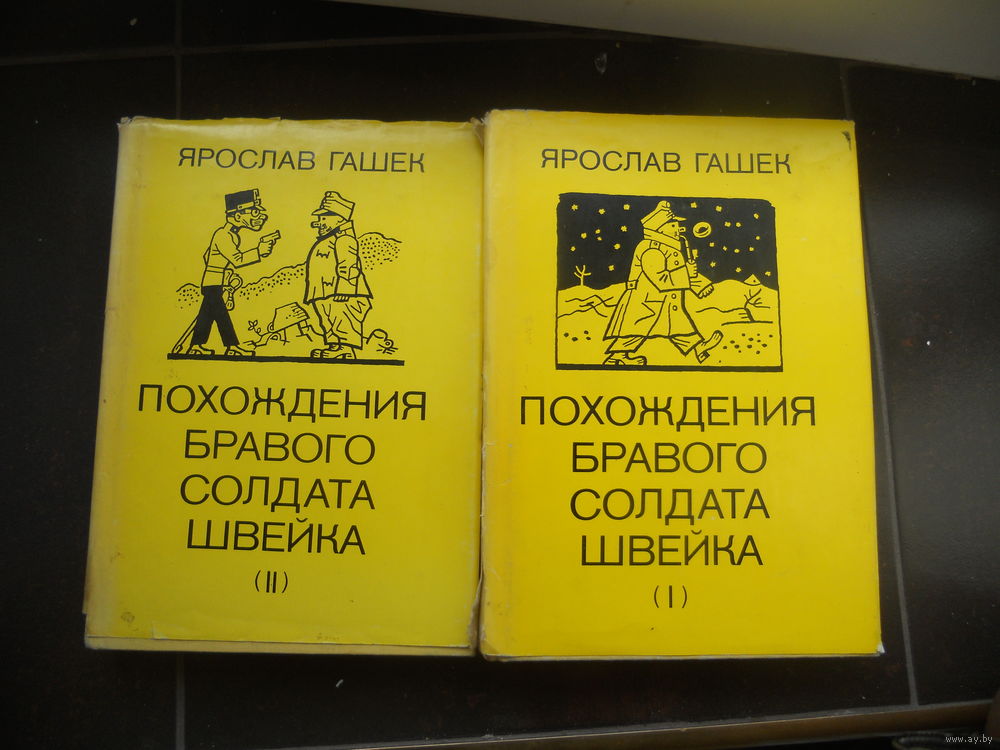 ЯРОСЛАВ ГАШЕК
ПОХОЖДЕНИЯ
БРАВОГО
СОЛДАТА
ШВЕЙКА
(II)
ЯРОСЛАВ ГАШЕК
ПОХОЖДЕНИЯ
БРАВОГО
СОЛДАТА
ШВЕЙКА
(I)
www.ay.by